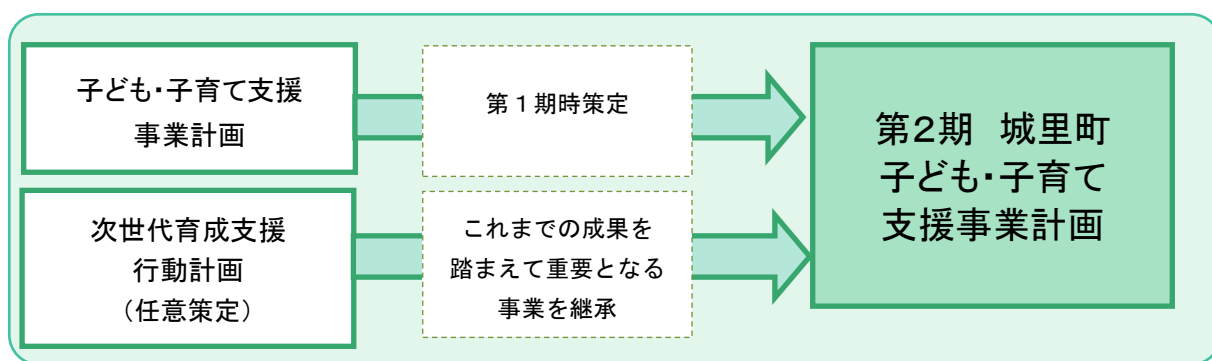 子ども・子育て支援
事業計画
第１期時策定
次世代育成支援
行動計画
（任意策定）
これまでの成果を
踏まえて重要となる
事業を継承
第２期　城里町
子ども・子育て
支援事業計画